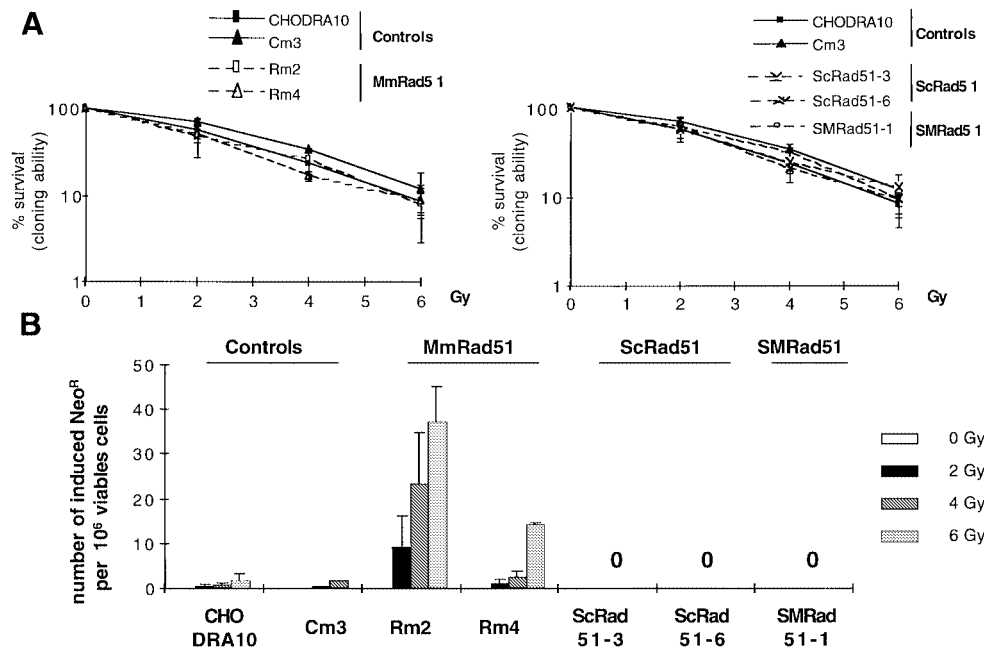 A
CHODRA10
Cm3
Controls
Rm2
Rm4
MmRad5 1
% survival
(cloning ability)
100
10
1
0 1 2 3 4 5 6 Gy
CHODRA10
Cm3
Controls
ScRad51-3
ScRad51-6
ScRad5 1
SMRad51-1
SMRad5 1
% survival
(cloning ability)
100
10
1
0 1 2 3 4 5 6 Gy
B
Controls MmRad51 ScRad51 SMRad51
number of induced Neoᴿ
per 10⁶ viables cells
50
40
30
20
10
0
0 0 0
CHO
DRA10
Cm3
Rm2
Rm4
ScRad
51-3
ScRad
51-6
SMRad
51-1
0 Gy
2 Gy
4 Gy
6 Gy